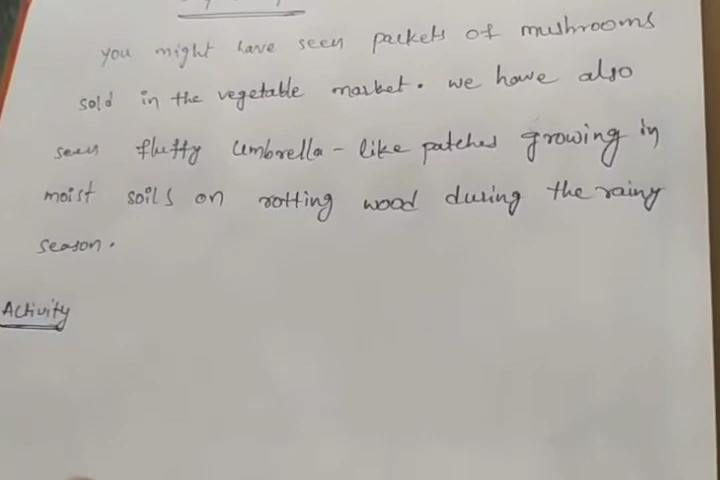 you might have seen packets of mushrooms
sold in the vegetable market. we have also
seen fluffy umbrella-like patches growing in
moist soils on rotting wood during the rainy
season.
Activity